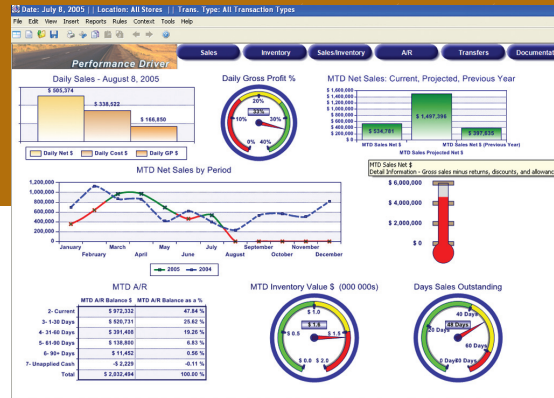 Date: July 8, 2005 | | Location: All Stores | | Trans. Type: All Transaction Types
File Edit View Insert Reports Rules Context Tools Help
Performance Driver
Sales Inventory Sales/Inventory A/R Transfers Documentat
Daily Sales - August 8, 2005
$ 505,374
$ 338,522
$ 166,850
Daily Net $ Daily Cost $ Daily GP $
Daily Gross Profit %
20%
33%
10% 30%
0% 40%
MTD Net Sales: Current, Projected, Previous Year
$ 1,600,000
$ 1,400,000
$ 1,200,000
$ 1,000,000
$ 800,000
$ 600,000
$ 400,000
$ 200,000
$ 0
$ 534,781
$ 1,497,396
$ 397,635
MTD Sales Net $ MTD Sales Net $ (Previous Year)
MTD Sales Projected Net $
MTD Sales Net $
Detail Information - Gross sales minus returns, discounts, and allowanc
$ 6,000,000
$ 4,000,000
$ 2,000,000
$ 0
MTD Net Sales by Period
1,200,000
1,000,000
800,000
600,000
400,000
200,000
0
January March May July September November
February April June August October December
2005 2004
MTD A/R
MTD A/R Balance $ MTD A/R Balance as a %
2- Current $ 972,332 47.84 %
3- 1-30 Days $ 520,731 25.62 %
4- 31-60 Days $ 391,408 19.26 %
5- 61-90 Days $ 138,800 6.83 %
6- 90+ Days $ 11,452 0.56 %
7- Unapplied Cash -$ 2,229 -0.11 %
Total $ 2,032,494 100.00 %
MTD Inventory Value $ (000 000s)
$ 1.0
$ 1.6
$ 0.5 $ 1.5
$ 0.0 $ 2.0
Days Sales Outstanding
40 Days
48 Days
20 Days
0 Days